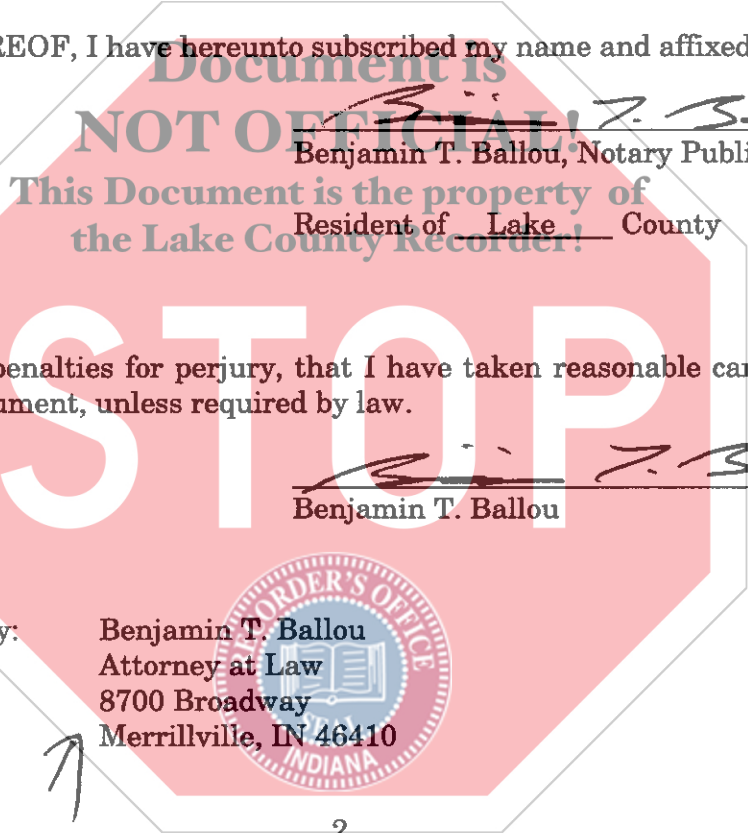 REOF, I have hereunto subscribed my name and affixed
Document is
NOT OFFICIAL!
Benjamin T. Ballou, Notary Publi
This Document is the property of
Resident of Lake County
the Lake County Recorder!
STOP
penalties for perjury, that I have taken reasonable car
ument, unless required by law.
Benjamin T. Ballou
RECORDER'S OFFICE
SEAL
INDIANA
y: Benjamin T. Ballou
Attorney at Law
8700 Broadway
Merrillville, IN 46410
2